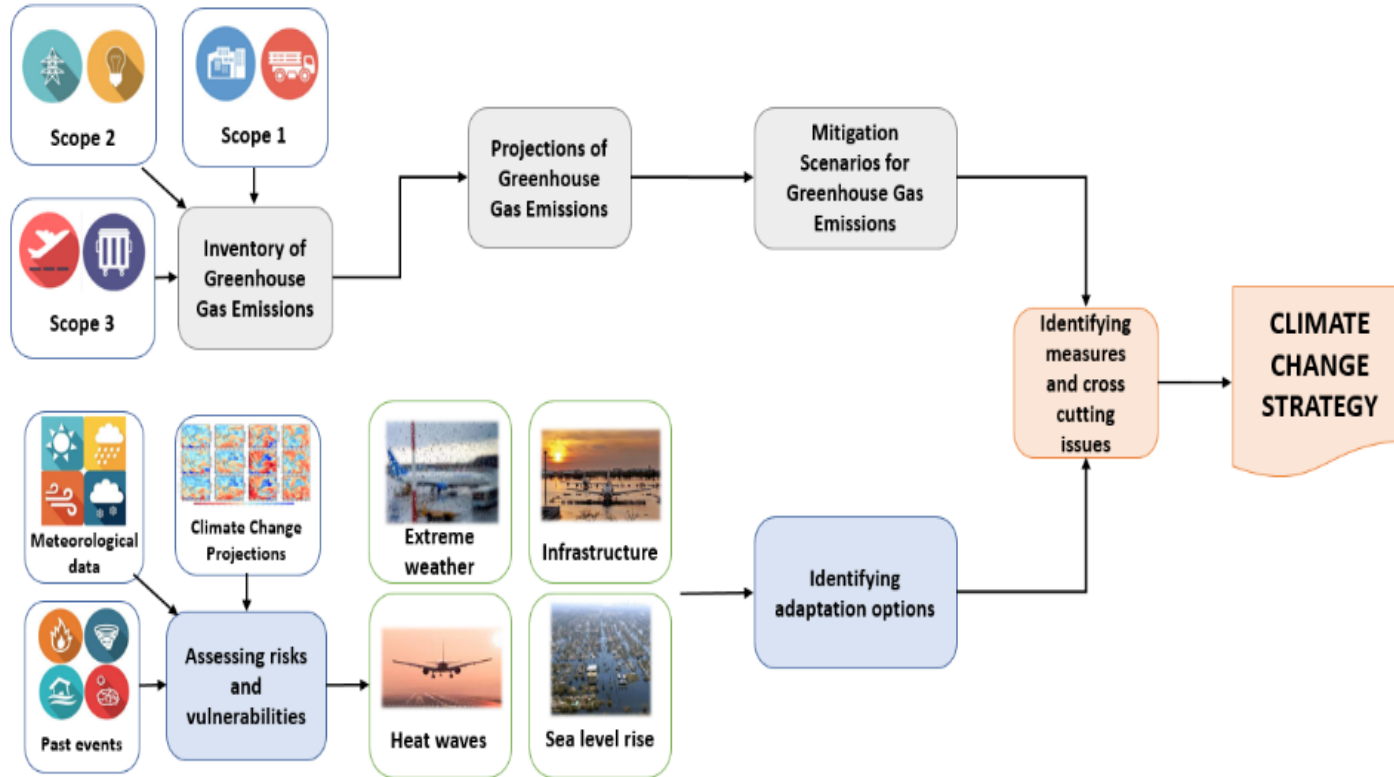 Scope 2
Scope 1
Scope 3
Inventory of
Greenhouse
Gas Emissions
Projections of
Greenhouse
Gas Emissions
Mitigation
Scenarios for
Greenhouse Gas
Emissions
Identifying
measures
and cross
cutting
issues
CLIMATE
CHANGE
STRATEGY
Meteorological
data
Climate Change
Projections
Past events
Assessing risks
and
vulnerabilities
Extreme
weather
Infrastructure
Heat waves
Sea level rise
Identifying
adaptation options